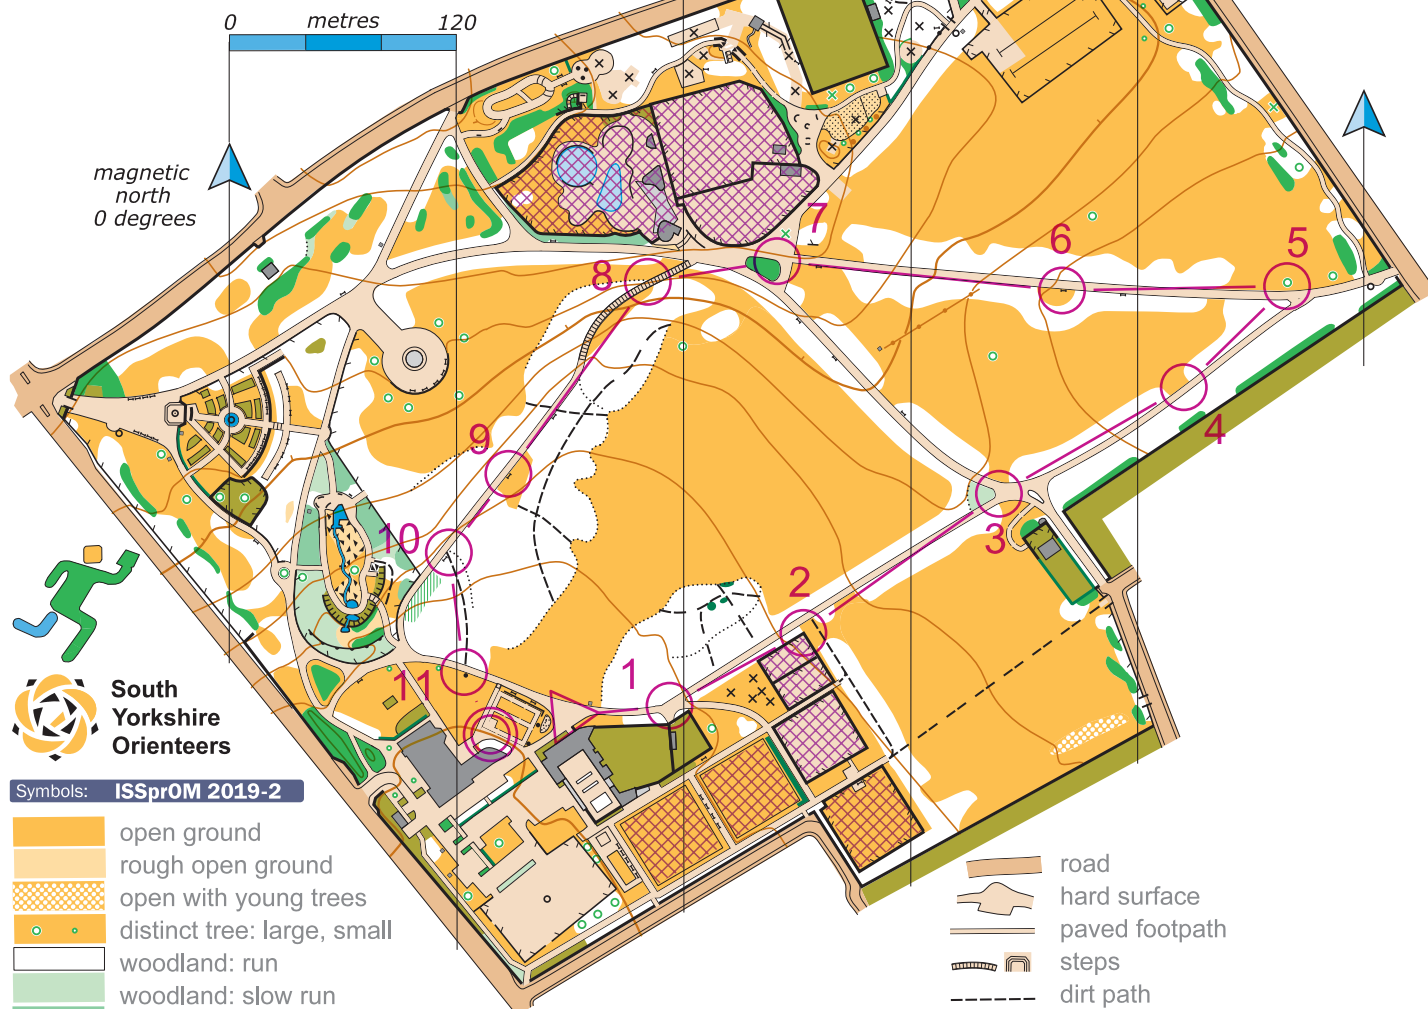 0 metres 120
magnetic
north
0 degrees
7
6
5
8
4
9
10
3
2
1
11
South
Yorkshire
Orienteers
Symbols: ISSprOM 2019-2
open ground
rough open ground
open with young trees
distinct tree: large, small
woodland: run
woodland: slow run
road
hard surface
paved footpath
steps
dirt path